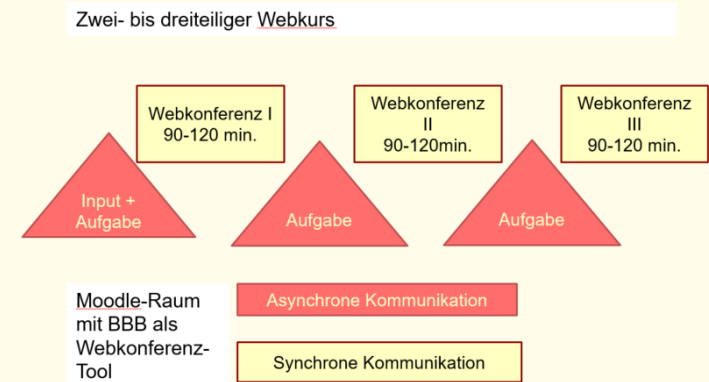 Zwei- bis dreiteiliger Webkurs
Webkonferenz I
90-120 min.
Webkonferenz
II
90-120min.
Webkonferenz
III
90-120 min.
Input +
Aufgabe
Aufgabe
Aufgabe
Moodle-Raum
mit BBB als
Webkonferenz-
Tool
Asynchrone Kommunikation
Synchrone Kommunikation